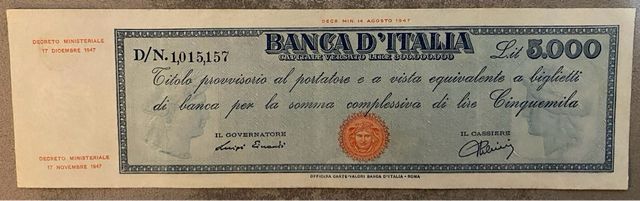 DECR. MIN. 14 AGOSTO 1947
DECRETO MINISTERIALE
17 DICEMBRE 1947
D/N. 1,015,157
BANCA D'ITALIA
CAPITALE VERSATO LIRE 300.000.000
Lit 5.000
Titolo provvisorio al portatore e a vista equivalente a biglietti
di banca per la somma complessiva di lire Cinquemila
IL GOVERNATORE
Luigi Einaudi
IL CASSIERE
DECRETO MINISTERIALE
17 NOVEMBRE 1947
OFFICINA CARTE-VALORI BANCA D'ITALIA - ROMA